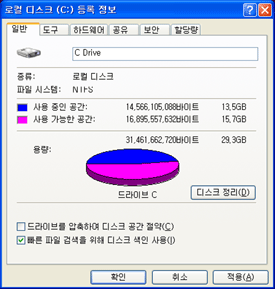 로컬 디스크 (C:) 등록 정보
일반 도구 하드웨어 공유 보안 할당량
C Drive
종류: 로컬 디스크
파일 시스템: NTFS
사용 중인 공간: 14,566,105,088바이트 13,5GB
사용 가능한 공간: 16,895,557,632바이트 15,7GB
용량: 31,461,662,720바이트 29,3GB
드라이브 C
디스크 정리(D)
드라이브를 압축하여 디스크 공간 절약(C)
빠른 파일 검색을 위해 디스크 색인 사용(I)
확인 취소 적용(A)